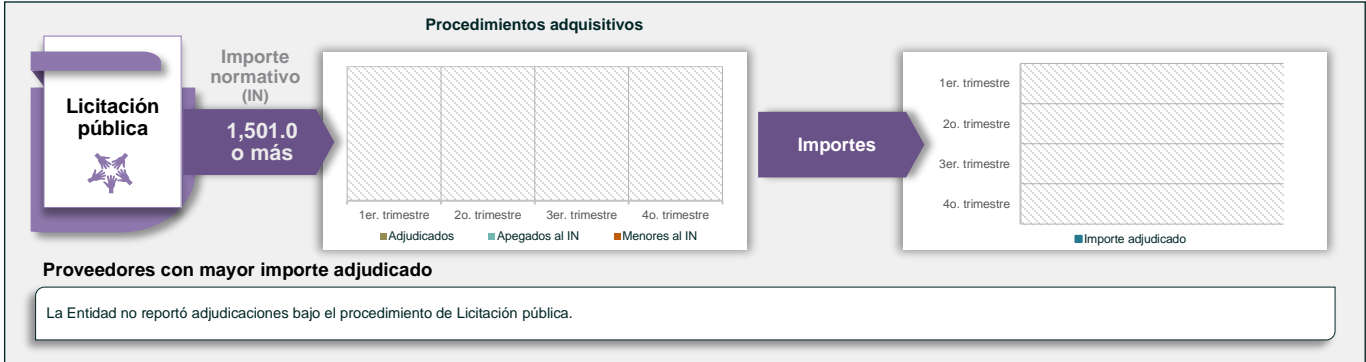 Procedimientos adquisitivos
Licitación
pública
Importe
normativo
(IN)
1,501.0
o más
1er. trimestre 2o. trimestre 3er. trimestre 4o. trimestre
Adjudicados Apegados al IN Menores al IN
Importes
1er. trimestre
2o. trimestre
3er. trimestre
4o. trimestre
Importe adjudicado
Proveedores con mayor importe adjudicado
La Entidad no reportó adjudicaciones bajo el procedimiento de Licitación pública.